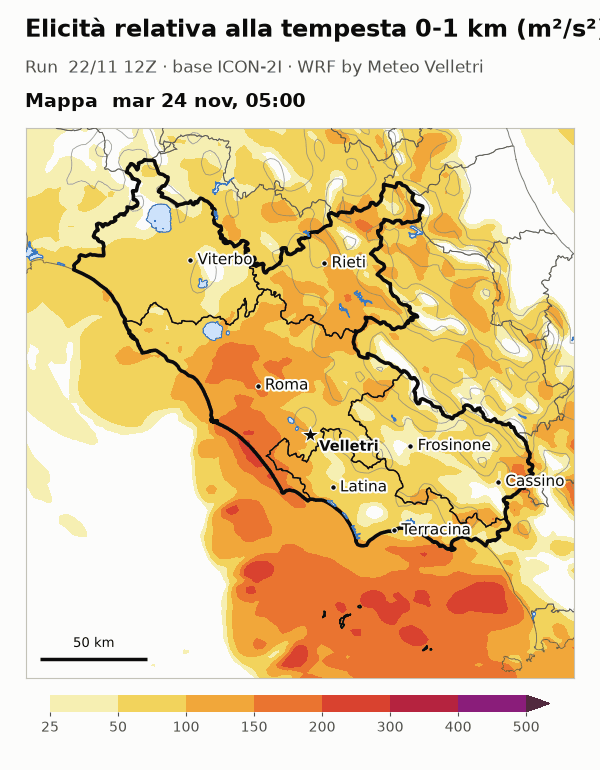 Elicità relativa alla tempesta 0-1 km (m²/s²)
Run 22/11 12Z · base ICON-2I · WRF by Meteo Velletri
Mappa mar 24 nov, 05:00
Viterbo
Rieti
Roma
Velletri
Frosinone
Cassino
Latina
Terracina
50 km
25 50 100 150 200 300 400 500